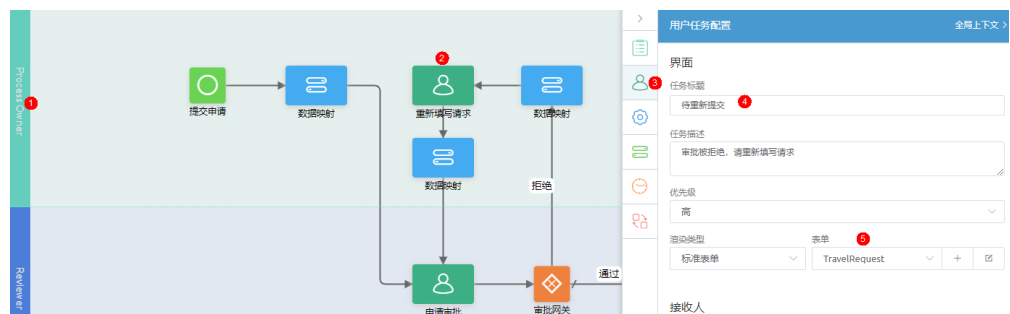 Process Owner
1
提交申请
数据映射
2
重新填写请求
数据映射
数据映射
拒绝
Reviewer
申请审批
审批网关
通过
3
用户任务配置
全局上下文
界面
任务标题
待重新提交
4
任务描述
审批被拒绝，请重新填写请求
优先级
高
渲染类型
表单
5
标准表单
TravelRequest
接收人